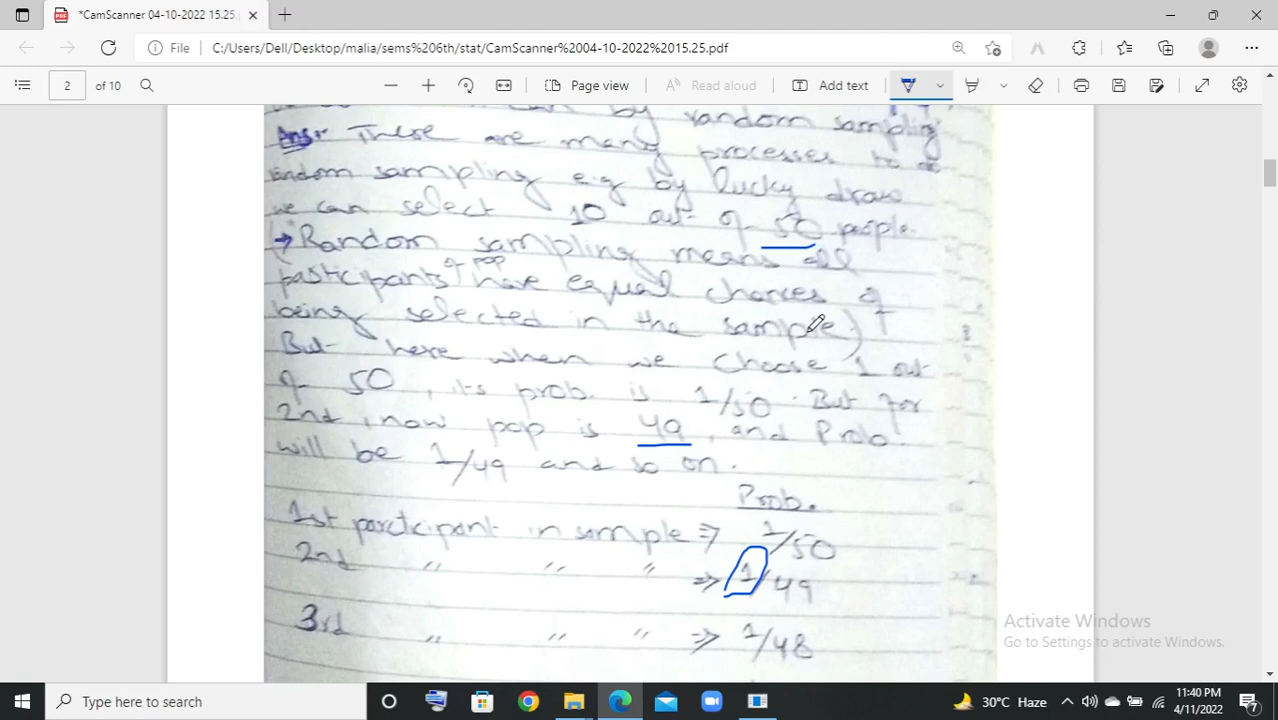 *CamScanner 04-10-2022 15.25.
File
C:/Users/Dell/Desktop/malia/sems%206th/stat/CamScanner%2004-10-2022%2015.25.pdf
2 of 10
Page view
Read aloud
Add text
by random sampling
Ans:- There are many processes to do
random sampling e.g by lucky draw
we can select 10 out of 50 people.
→ Random sampling means all
participants of pop have equal chances of
being selected in the sample)
But here when we choose 1 out
of 50, its prob. is 1/50. But for
2nd, now pop is 49, and Prob.
will be 1/49 and so on.
Prob.
1st participant in sample ⇒ 1/50
2nd " " " ⇒ 1/49
3rd " " " ⇒ 1/48
Activate Windows
Go to Settings to activate Windows.
Type here to search
30°C Haze
11:40 PM
4/11/2022
7